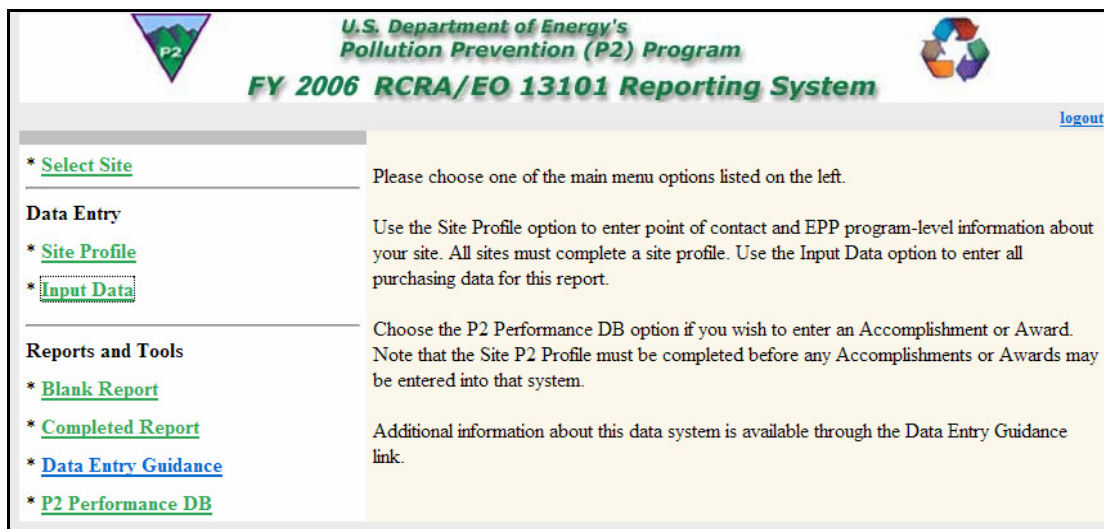 P2
U.S. Department of Energy's
Pollution Prevention (P2) Program
FY 2006 RCRA/EO 13101 Reporting System
logout
* Select Site
Data Entry
* Site Profile
* Input Data
Reports and Tools
* Blank Report
* Completed Report
* Data Entry Guidance
* P2 Performance DB
Please choose one of the main menu options listed on the left.
Use the Site Profile option to enter point of contact and EPP program-level information about
your site. All sites must complete a site profile. Use the Input Data option to enter all
purchasing data for this report.
Choose the P2 Performance DB option if you wish to enter an Accomplishment or Award.
Note that the Site P2 Profile must be completed before any Accomplishments or Awards may
be entered into that system.
Additional information about this data system is available through the Data Entry Guidance
link.